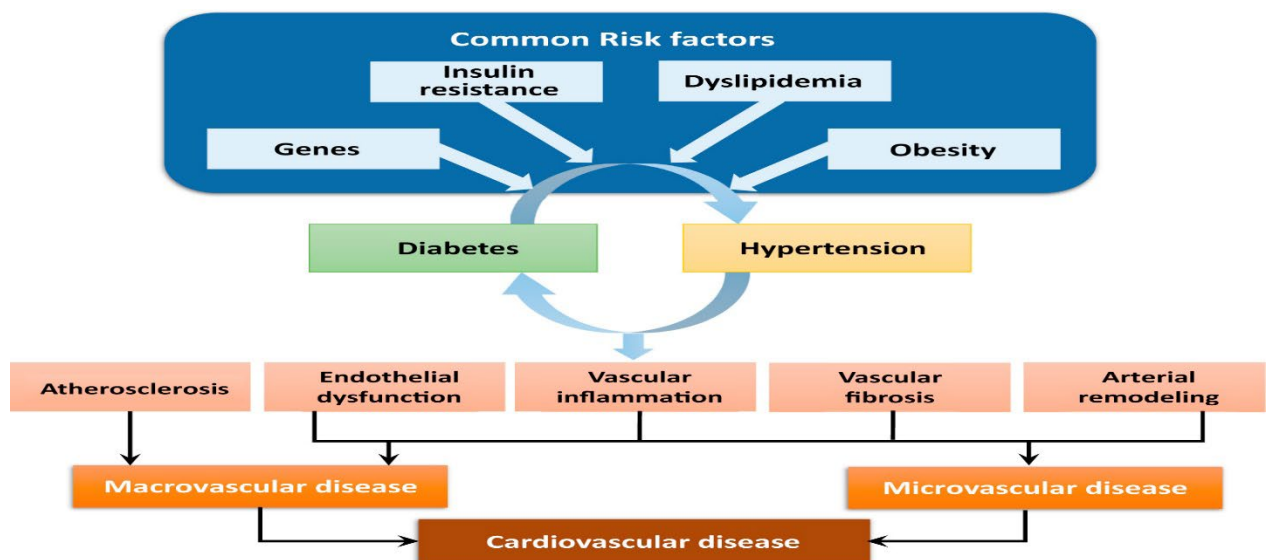 Common Risk factors
Insulin
resistance
Dyslipidemia
Genes
Obesity
Diabetes
Hypertension
Atherosclerosis
Endothelial
dysfunction
Vascular
inflammation
Vascular
fibrosis
Arterial
remodeling
Macrovascular disease
Microvascular disease
Cardiovascular disease